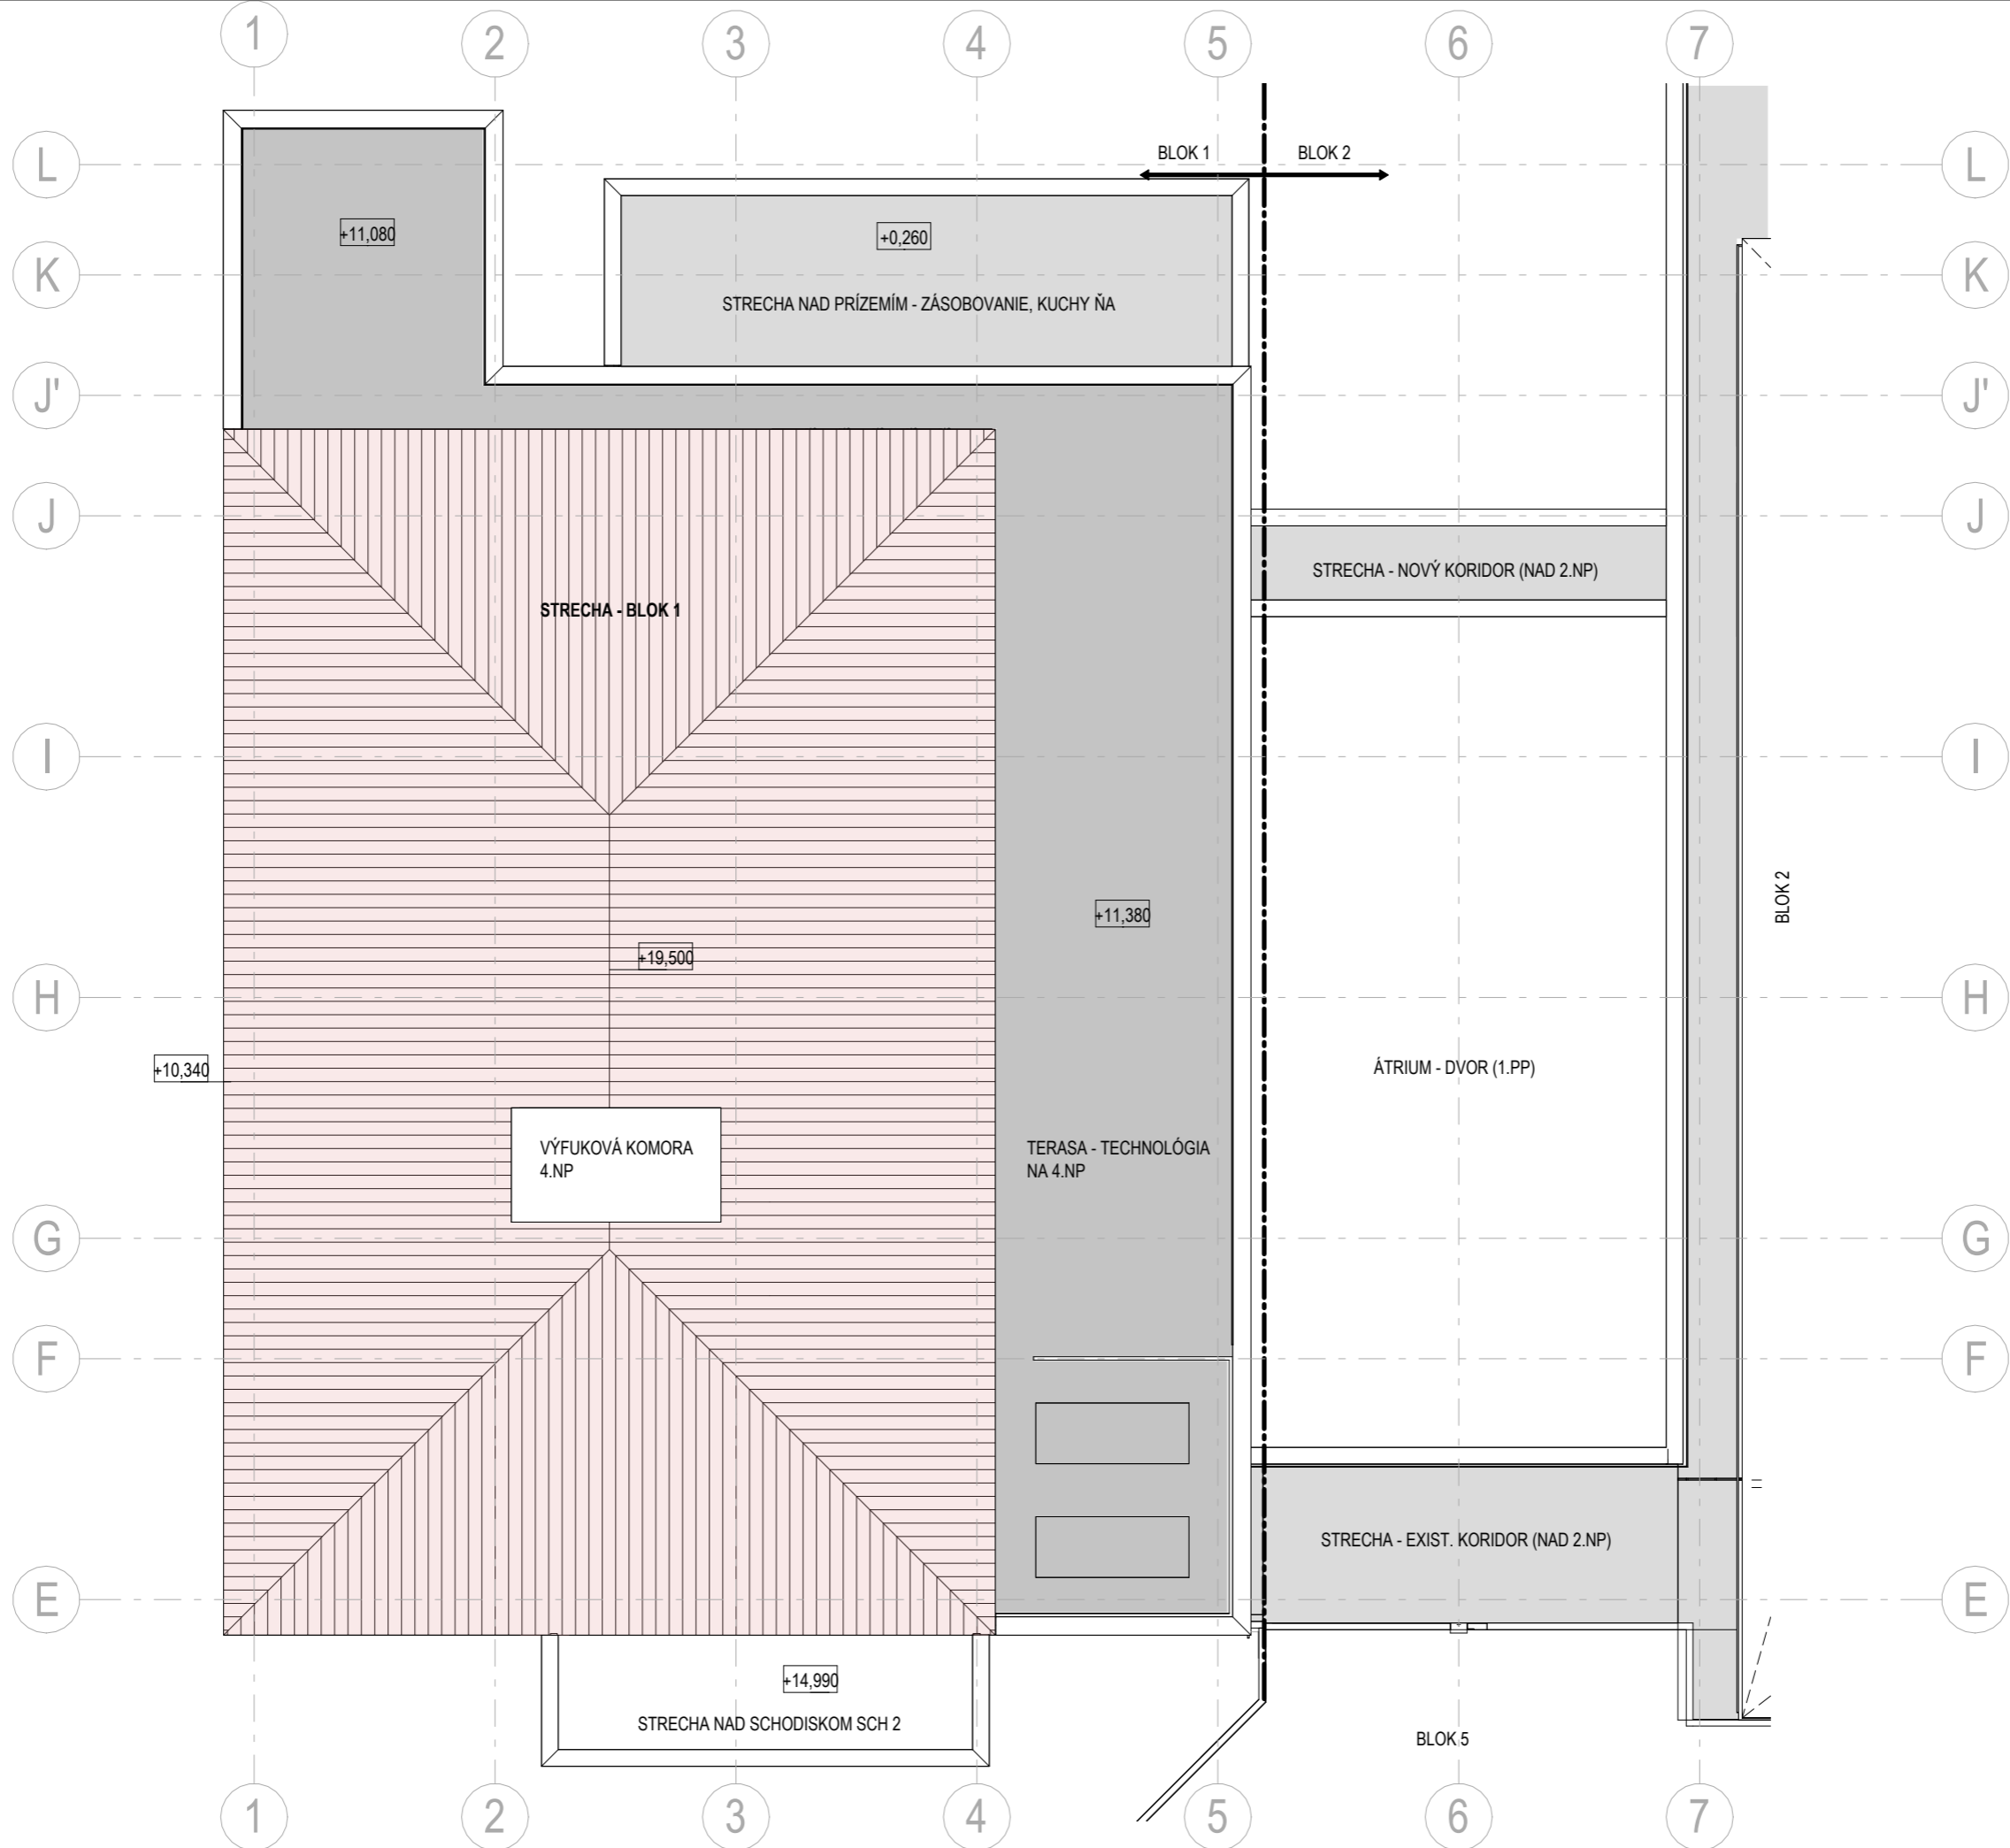 1 2 3 4 5 6 7
BLOK 1 BLOK 2
L L
+11,080 +0,260
K K
STRECHA NAD PRÍZEMÍM - ZÁSOBOVANIE, KUCHY ŇA
J' J'
J J
STRECHA - NOVÝ KORIDOR (NAD 2.NP)
STRECHA - BLOK 1
I I
BLOK 2
+11,380
+19,500
H H
+10,340
ÁTRIUM - DVOR (1.PP)
VÝFUKOVÁ KOMORA
4.NP
TERASA - TECHNOLÓGIA
NA 4.NP
G G
F F
STRECHA - EXIST. KORIDOR (NAD 2.NP)
E E
+14,990
STRECHA NAD SCHODISKOM SCH 2
BLOK 5
1 2 3 4 5 6 7